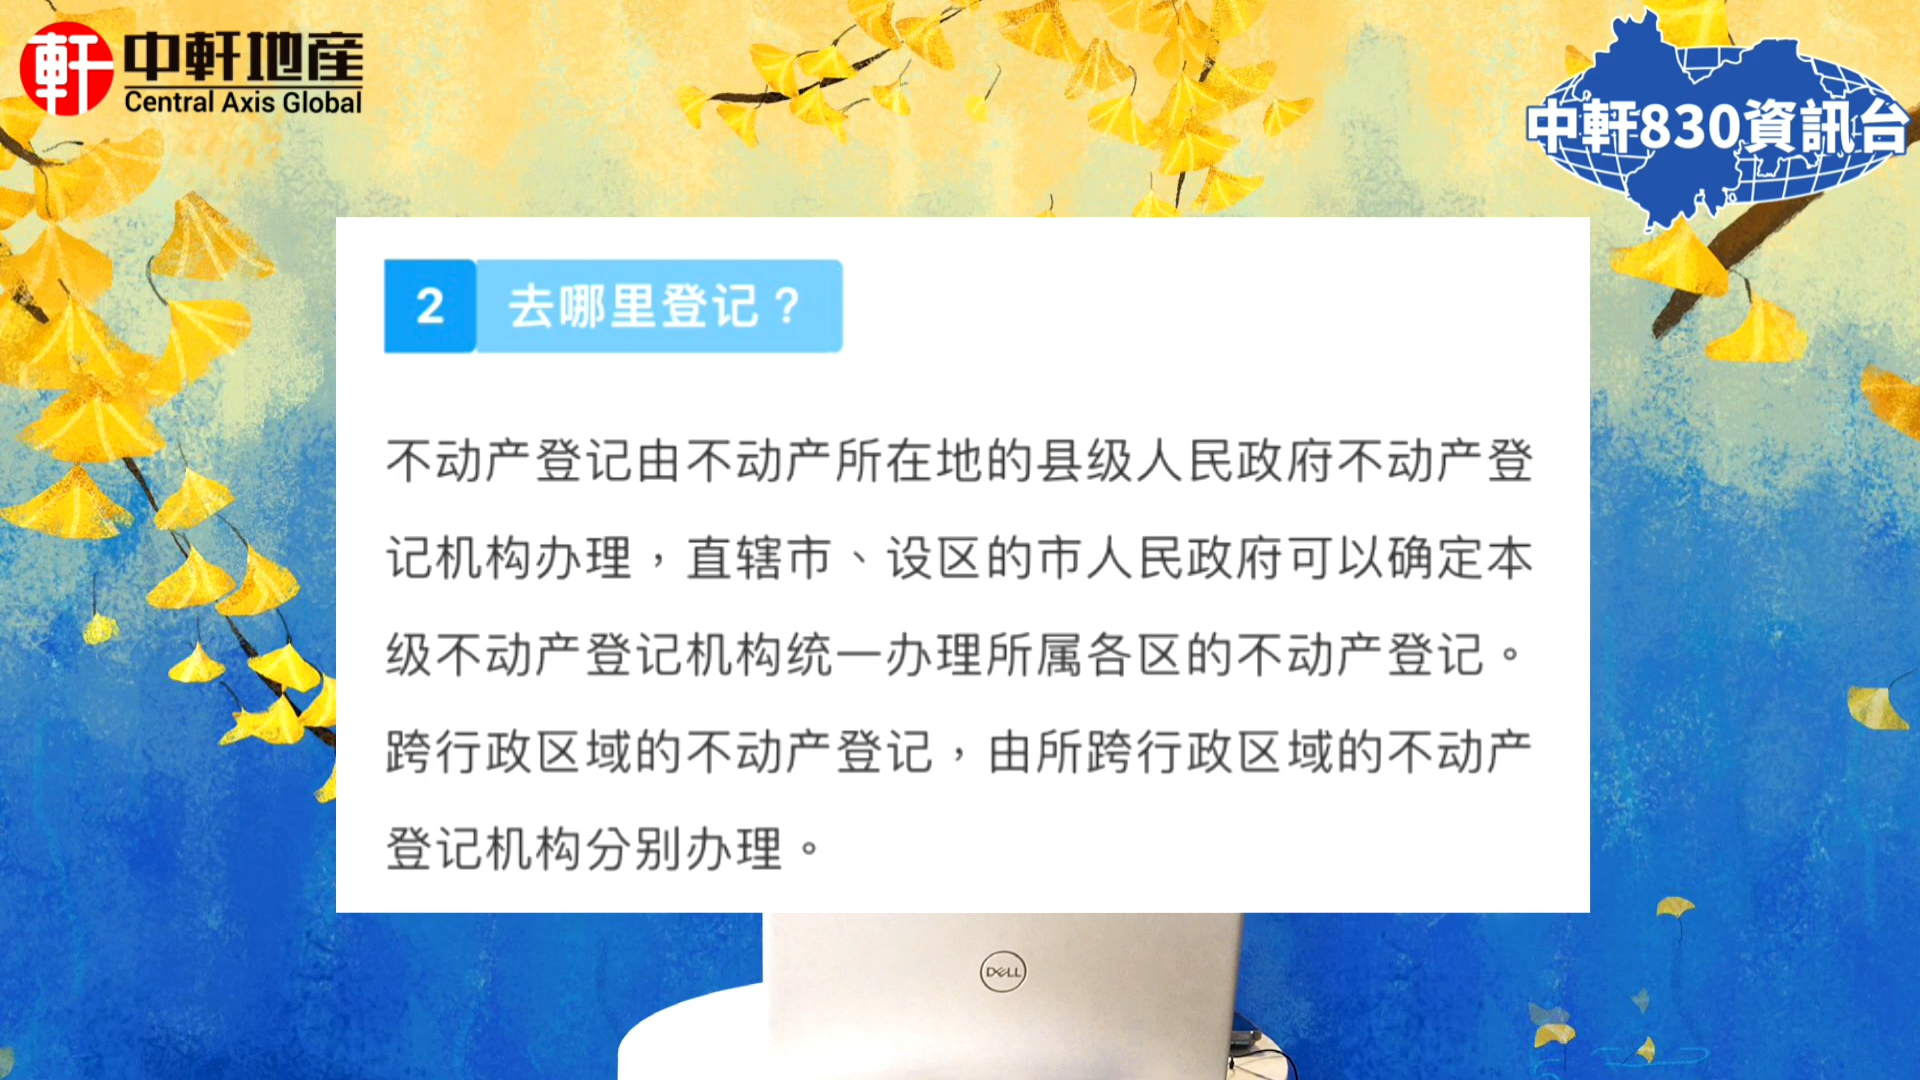 軒 中軒地產
Central Axis Global
中軒830資訊台
2 去哪里登记？
不动产登记由不动产所在地的县级人民政府不动产登
记机构办理，直辖市、设区的市人民政府可以确定本
级不动产登记机构统一办理所属各区的不动产登记。
跨行政区域的不动产登记，由所跨行政区域的不动产
登记机构分别办理。
DELL